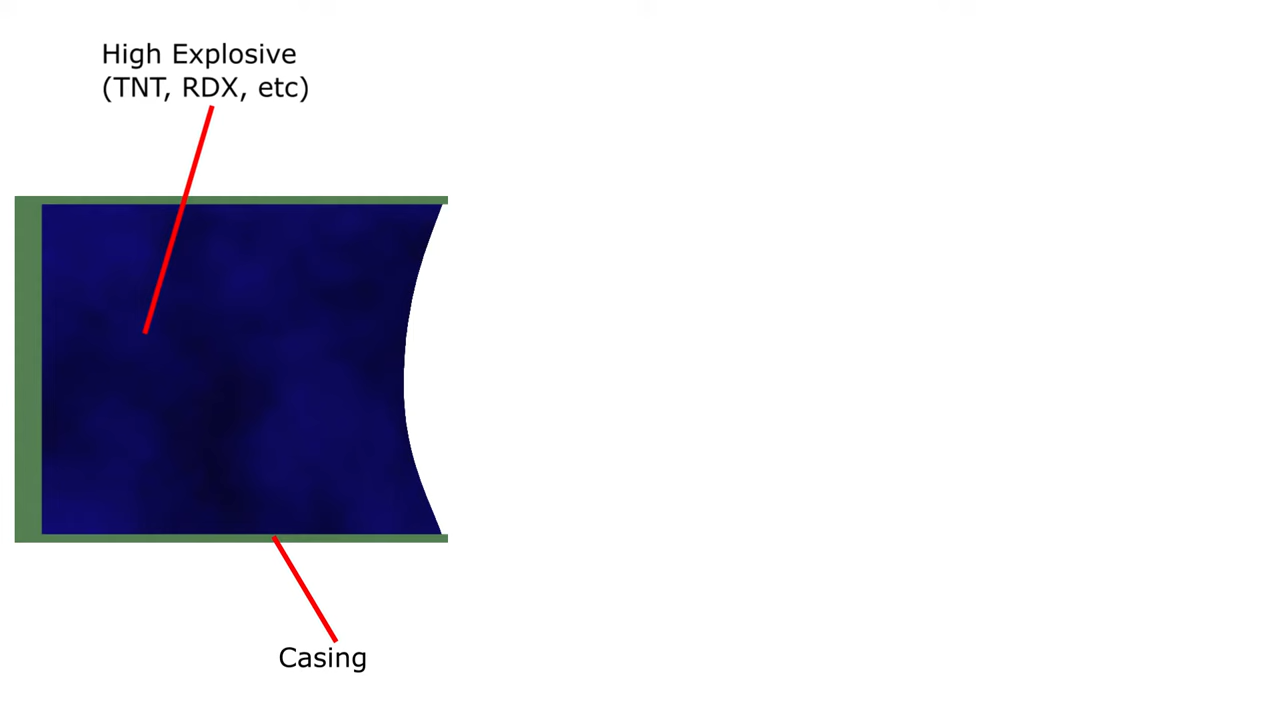 High Explosive
(TNT, RDX, etc)
Casing